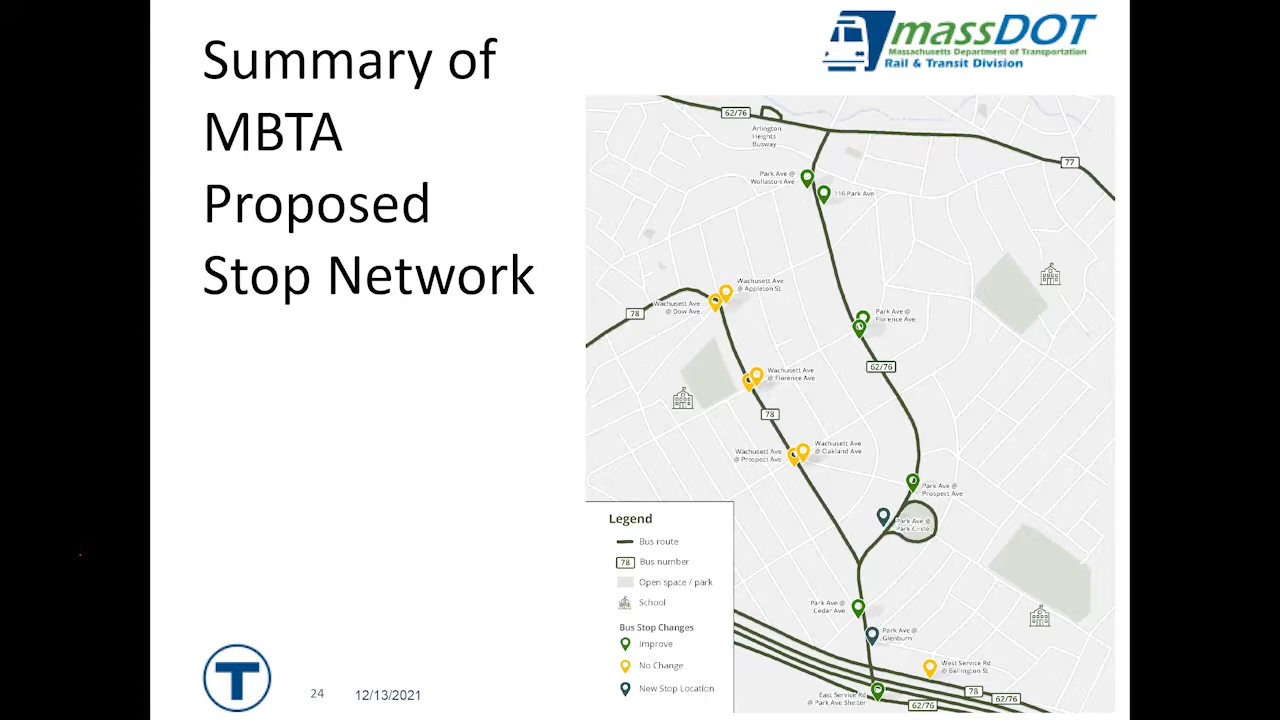 Summary of
MBTA
Proposed
Stop Network
massDOT
Massachusetts Department of Transportation
Rail & Transit Division
62/76
Arlington
Heights
Busway
77
Park Ave @
Wollaston Ave
116 Park Ave
Wachusett Ave
@ Appleton St
Wachusett Ave
@ Dow Ave
78
Park Ave @
Florence Ave
62/76
Wachusett Ave
@ Florence Ave
78
Wachusett Ave
@ Oakland Ave
Wachusett Ave
@ Prospect Ave
Park Ave @
Prospect Ave
Park Ave @
Park Circle
Park Ave @
Cedar Ave
Park Ave @
Glenburn
West Service Rd
@ Bellington St
78
62/76
East Service Rd
@ Park Ave Shelter
62/76
Legend
Bus route
78 Bus number
Open space / park
School
Bus Stop Changes
Improve
No Change
New Stop Location
T
24
12/13/2021